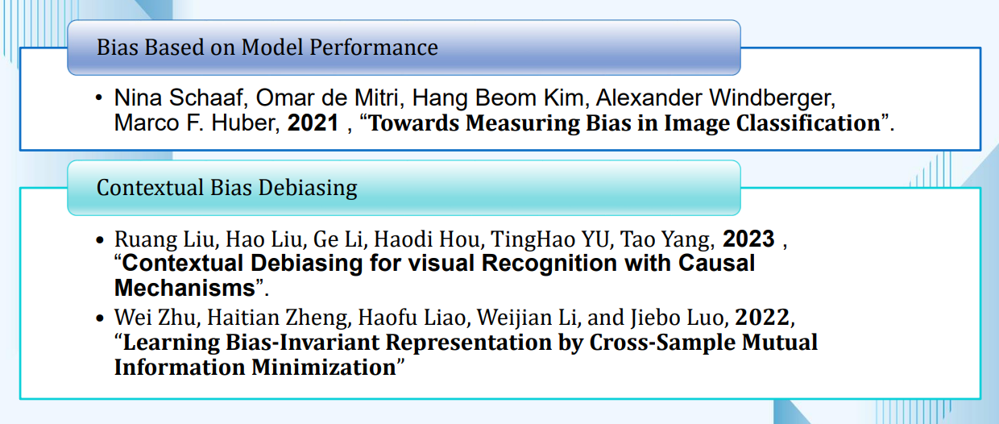 Bias Based on Model Performance
• Nina Schaaf, Omar de Mitri, Hang Beom Kim, Alexander Windberger,
Marco F. Huber, 2021 , “Towards Measuring Bias in Image Classification”.
Contextual Bias Debiasing
• Ruang Liu, Hao Liu, Ge Li, Haodi Hou, TingHao YU, Tao Yang, 2023 ,
“Contextual Debiasing for visual Recognition with Causal
Mechanisms”.
• Wei Zhu, Haitian Zheng, Haofu Liao, Weijian Li, and Jiebo Luo, 2022,
“Learning Bias-Invariant Representation by Cross-Sample Mutual
Information Minimization”